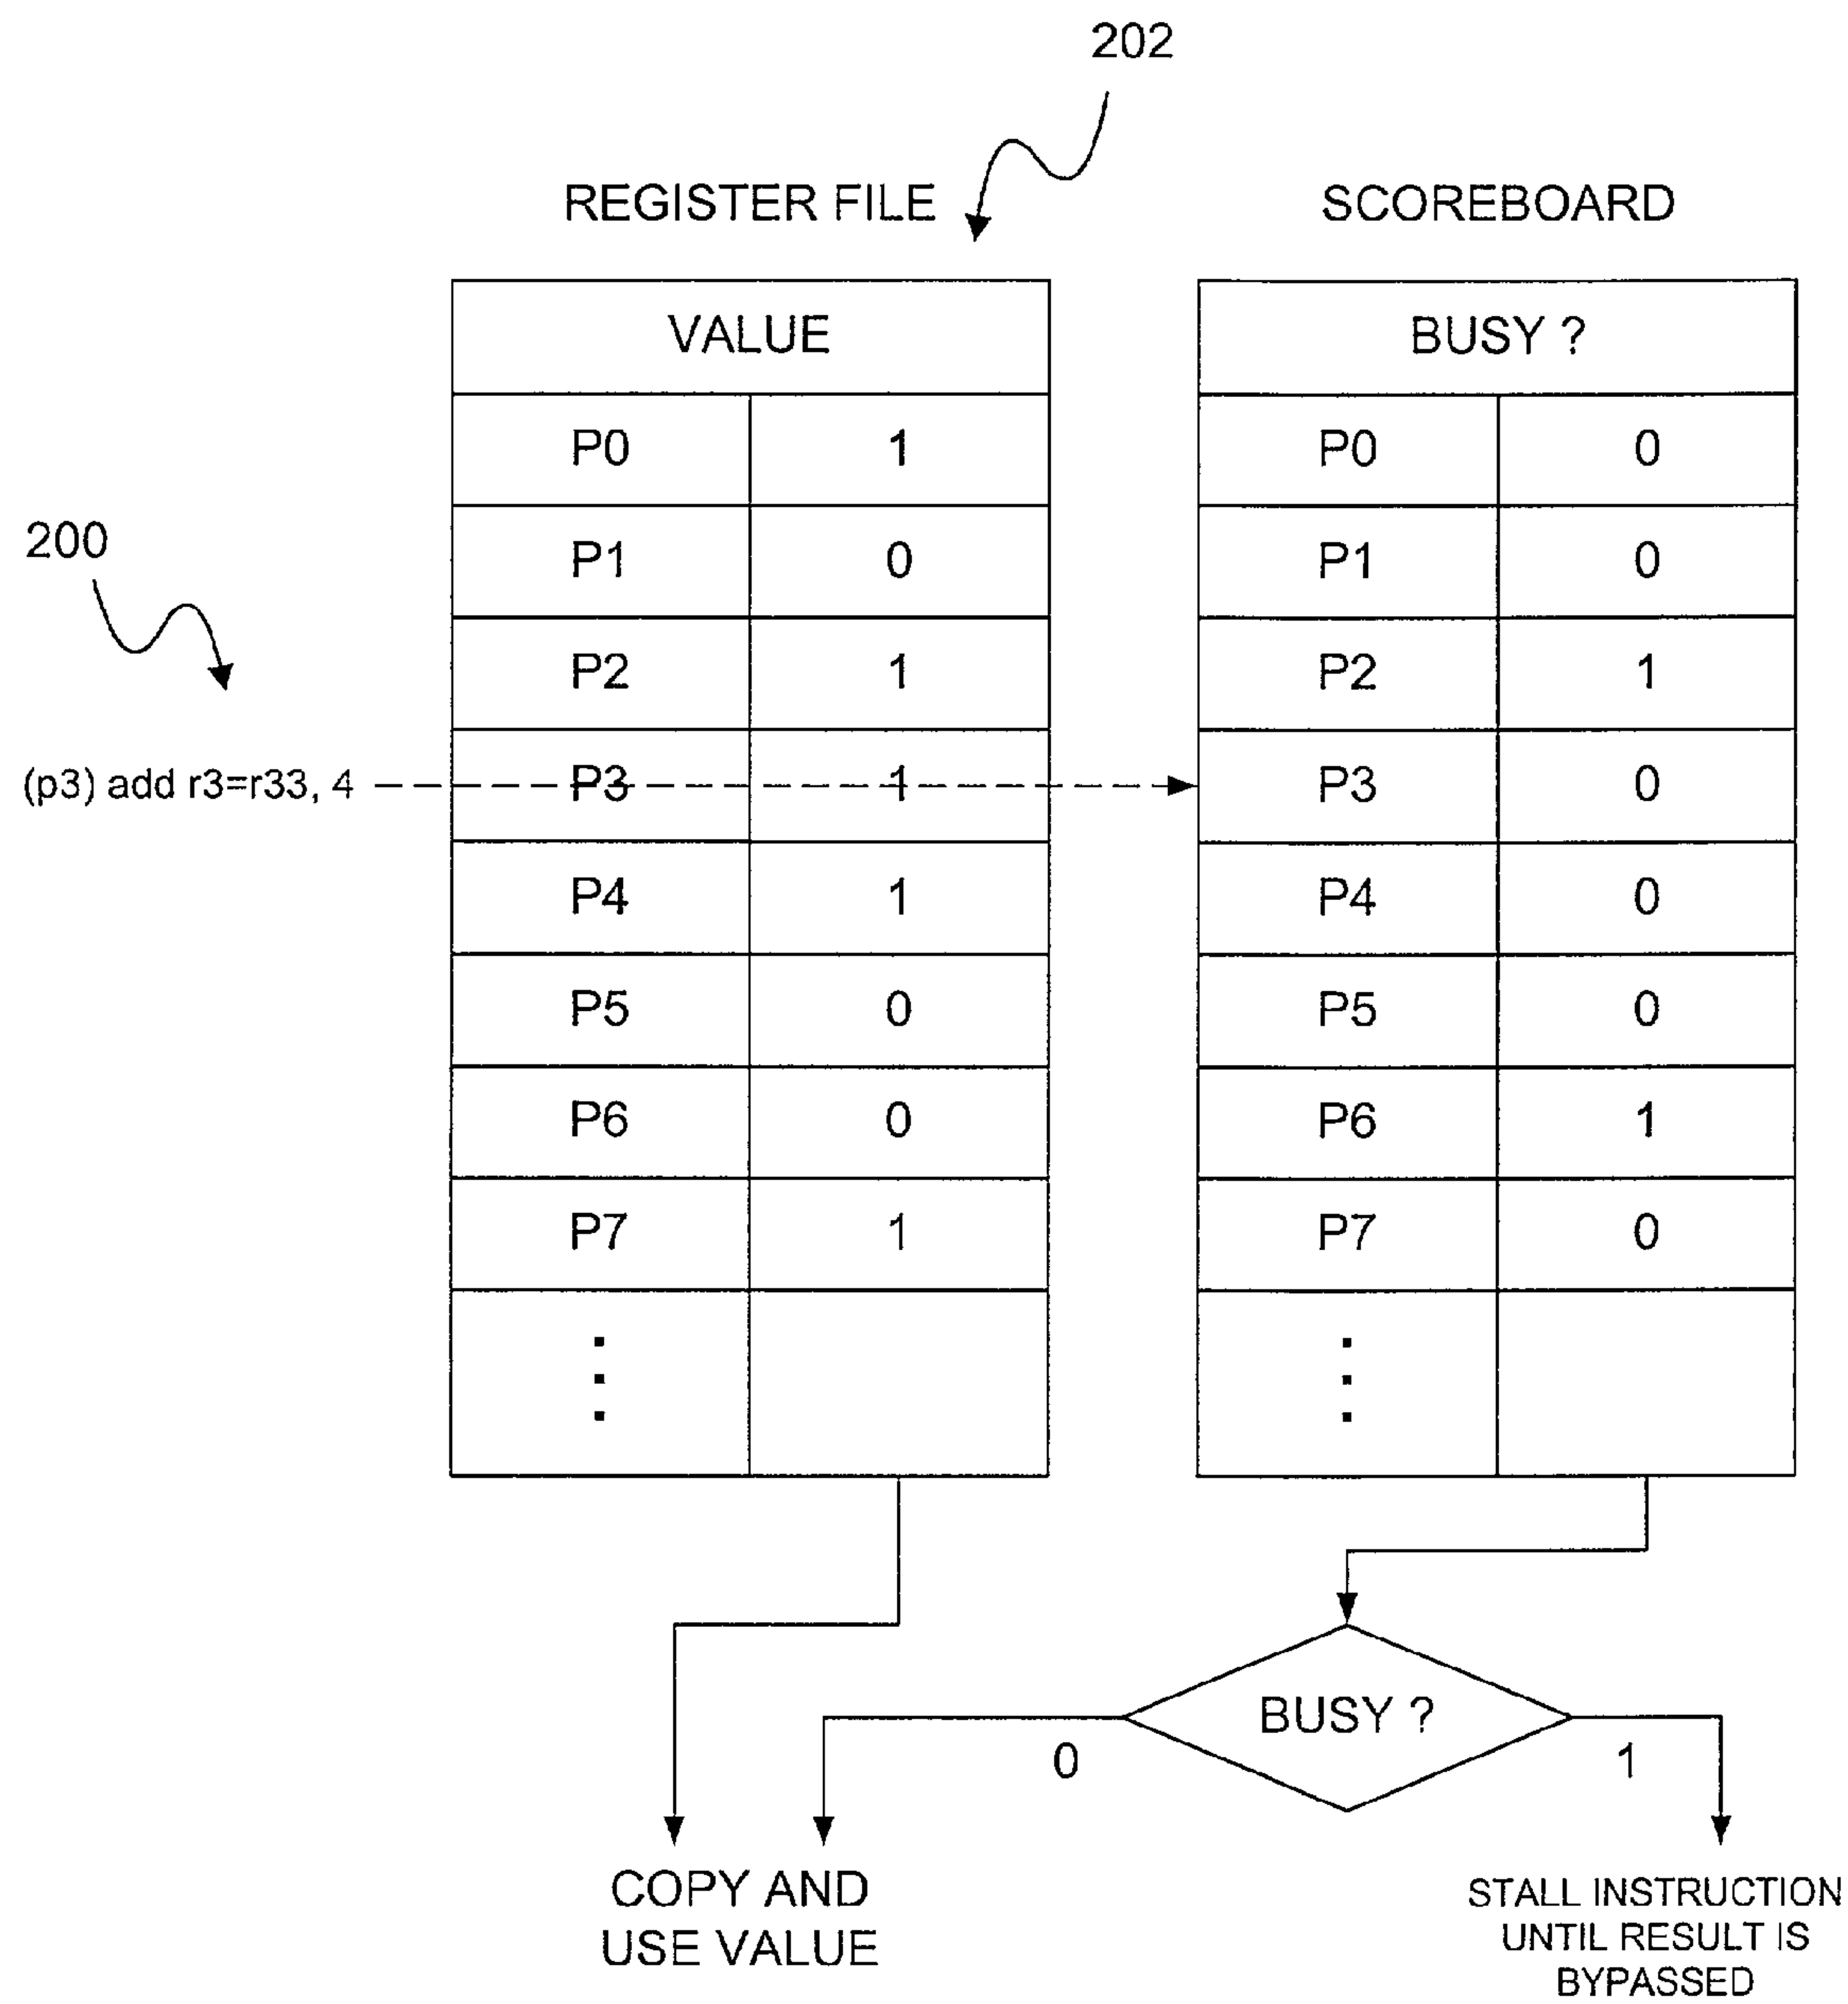 202
REGISTER FILE SCOREBOARD
VALUE BUSY ?
P0 1 P0 0
200
P1 0 P1 0
P2 1 P2 1
(p3) add r3=r33, 4 P3 1 P3 0
P4 1 P4 0
P5 0 P5 0
P6 0 P6 1
P7 1 P7 0
BUSY ?
0 1
COPY AND
USE VALUE
STALL INSTRUCTION
UNTIL RESULT IS
BYPASSED